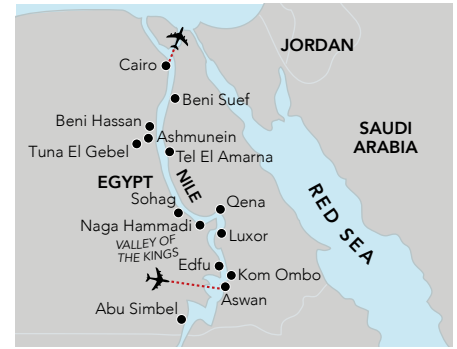 JORDAN
Cairo
Beni Suef
Beni Hassan
Ashmunein
SAUDI
ARABIA
Tuna El Gebel
Tel El Amarna
EGYPT
NILE
Sohag
Qena
RED SEA
Naga Hammadi
Luxor
VALLEY OF
THE KINGS
Edfu
Kom Ombo
Aswan
Abu Simbel